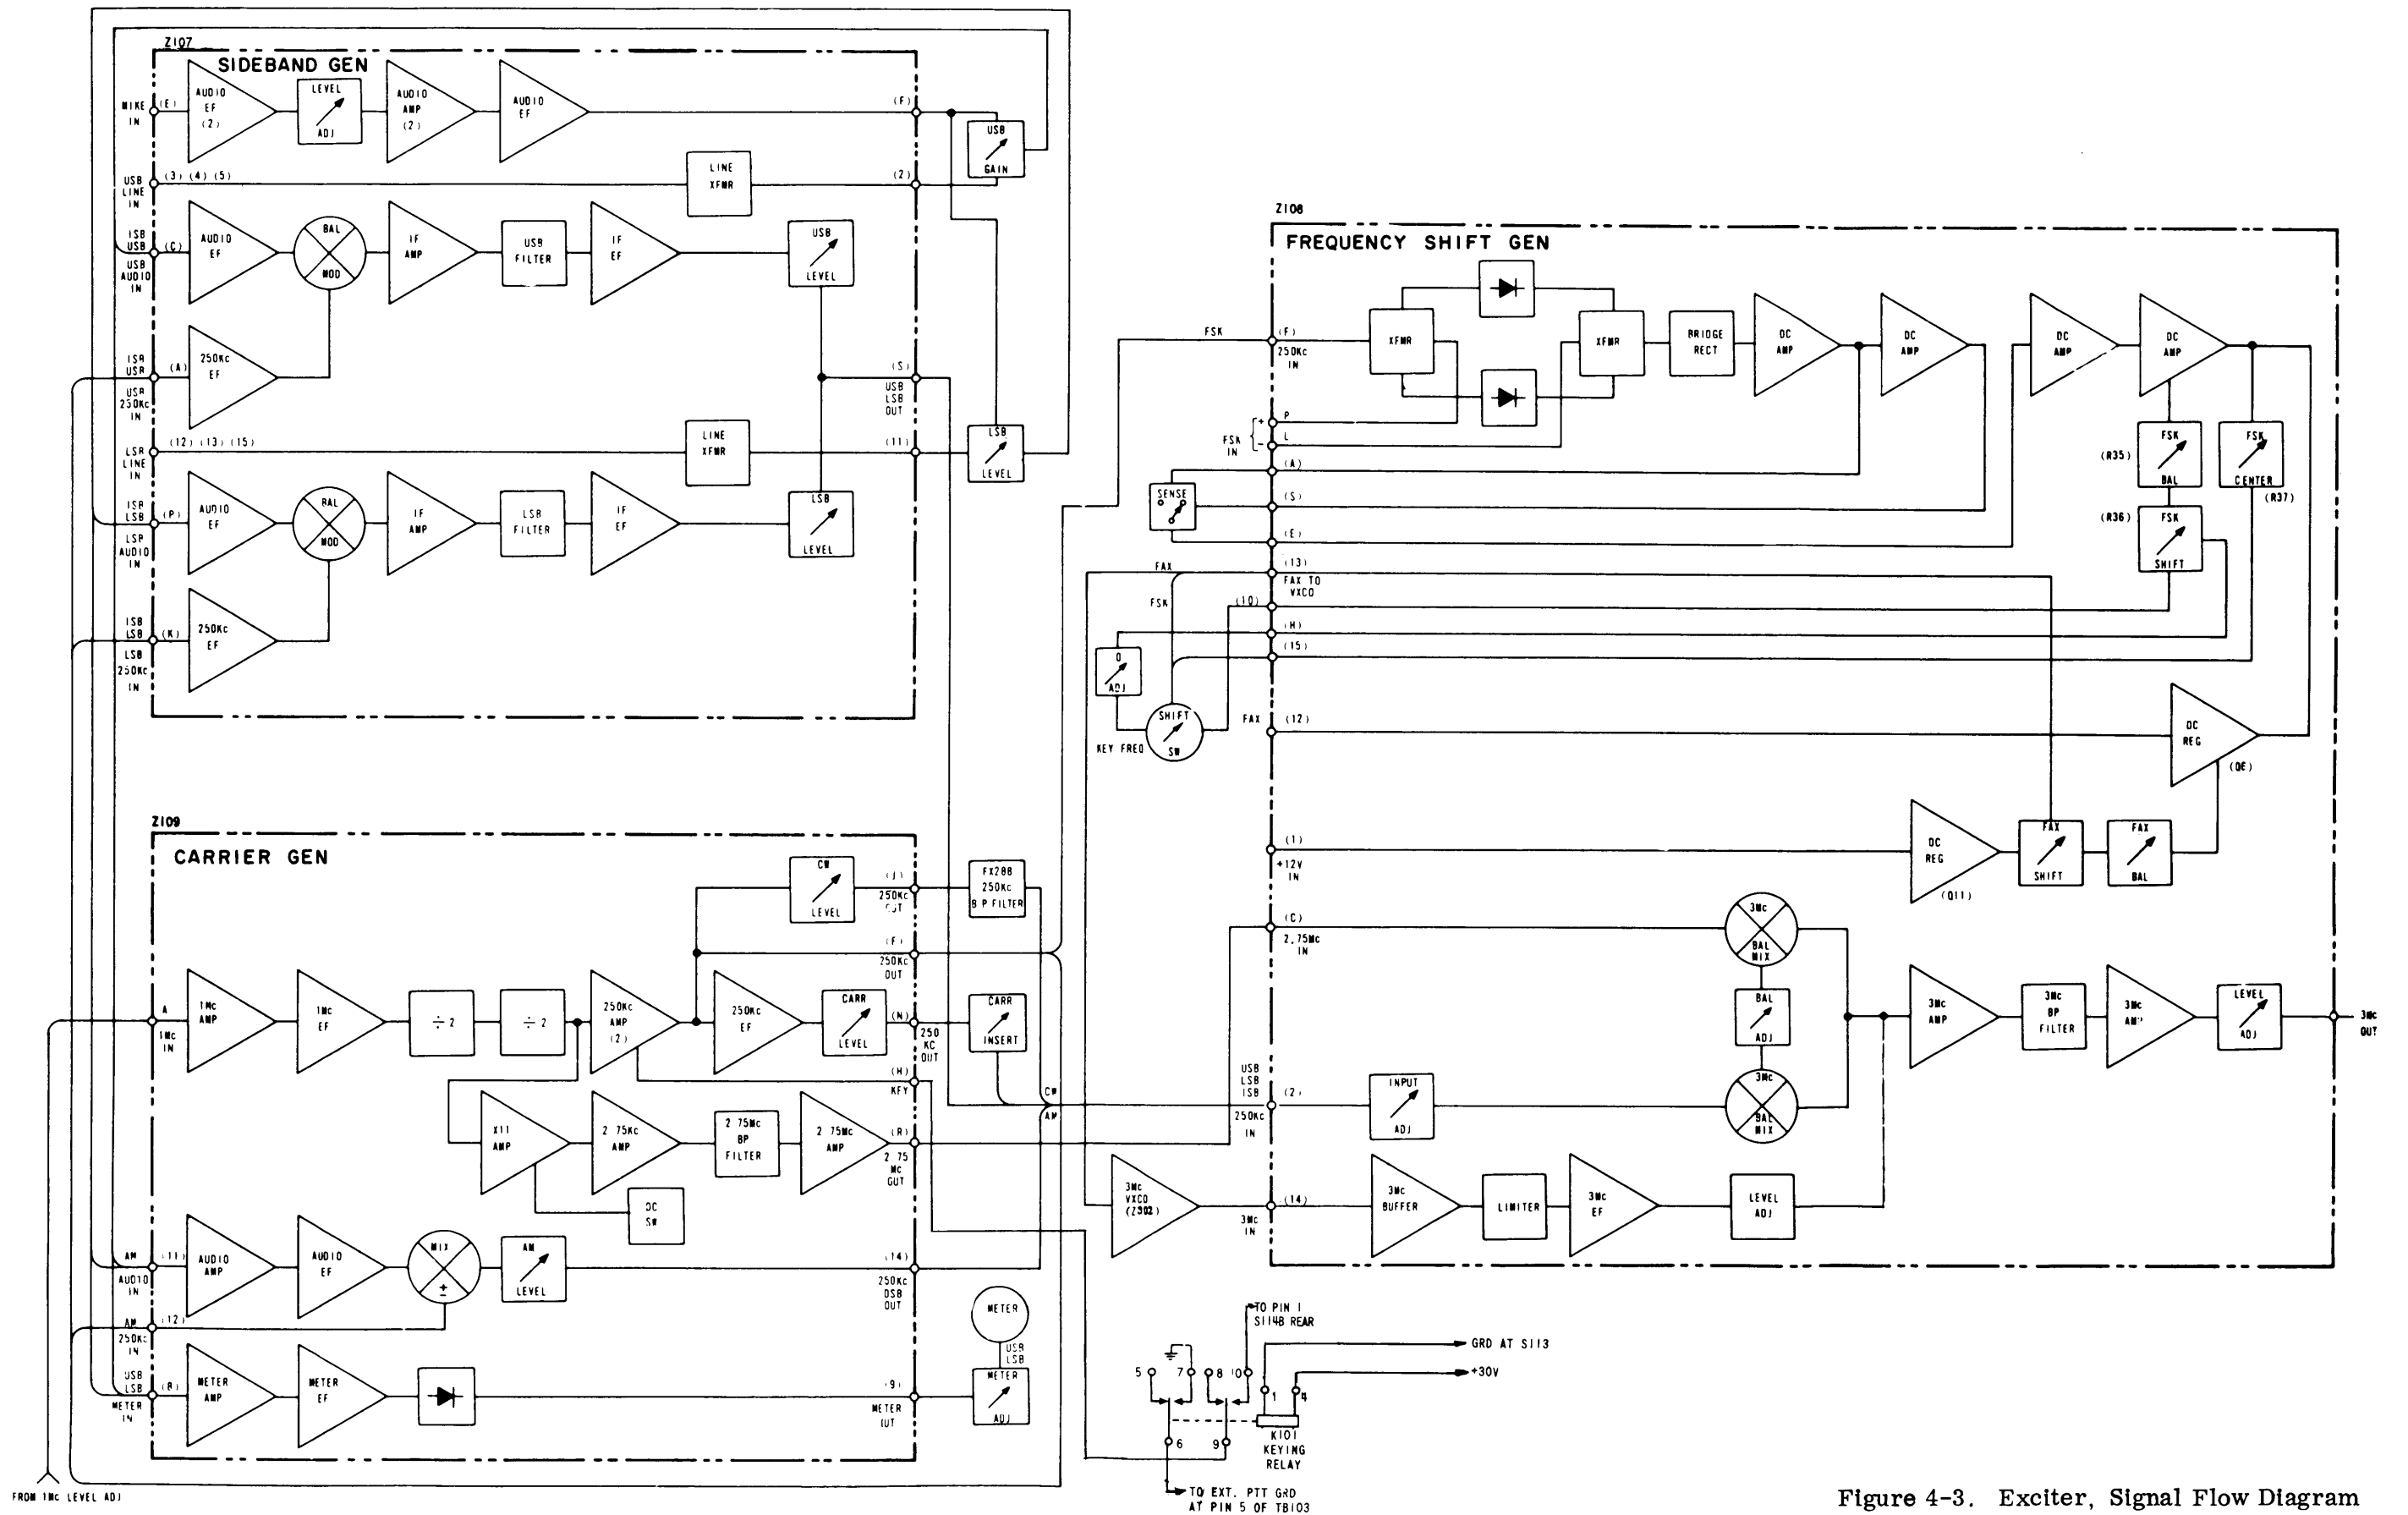 Z107
SIDEBAND GEN
MIKE
IN
(E)
AUDIO
EF
(2)
LEVEL
ADJ
AUDIO
AMP
(2)
AUDIO
EF
(F)
USB
GAIN
USB
LINE
IN
(3) (4) (5)
LINE
XFMR
(2)
ISB
USB
(C)
USB
AUDIO
IN
AUDIO
EF
BAL
MOD
IF
AMP
USB
FILTER
IF
EF
USB
LEVEL
ISB
USB
(A)
USB
250KC
IN
250KC
EF
(S)
USB
LSB
OUT
LSB
LINE
IN
(12) (13) (15)
LINE
XFMR
(11)
LSB
LEVEL
ISB
LSB
(P)
LSB
AUDIO
IN
AUDIO
EF
BAL
MOD
IF
AMP
LSB
FILTER
IF
EF
LSB
LEVEL
ISB
LSB
(K)
LSB
250KC
IN
250KC
EF
Z109
CARRIER GEN
CW
LEVEL
(J)
250KC
OUT
FX288
250KC
BP FILTER
(F)
250KC
OUT
A
1MC
IN
1MC
AMP
1MC
EF
÷2
÷2
250KC
AMP
(2)
250KC
EF
CARR
LEVEL
(N)
250
KC
OUT
CARR
INSERT
(H)
KEY
CW
AM
X11
AMP
2 75KC
AMP
2 75MC
BP
FILTER
2 75MC
AMP
(R)
2.75
MC
OUT
DC
SW
AM
(11)
AUDIO
IN
AUDIO
AMP
AUDIO
EF
MIX
±
AM
LEVEL
(14)
250KC
DSB
OUT
AM
(12)
250KC
IN
METER
USB
LSB
USB
LSB
(8)
METER
IN
METER
AMP
METER
EF
(9)
METER
OUT
METER
ADJ
FROM 1MC LEVEL ADJ
Z108
FREQUENCY SHIFT GEN
FSK
(F)
250KC
IN
XFMR
XFMR
BRIDGE
RECT
DC
AMP
DC
AMP
DC
AMP
DC
AMP
FSK
IN
+
-
P
L
(A)
SENSE
(S)
(E)
(R35)
FSK
BAL
FSK
CENTER
(R37)
(R36)
FSK
SHIFT
FAX
(13)
FAX TO
VXCO
FSK
(10)
(H)
(15)
ADJ
SHIFT
SW
KEY FREQ
FAX
(12)
DC
REG
(Q6)
(1)
+12V
IN
DC
REG
(Q11)
FAX
SHIFT
FAX
BAL
(C)
2.75MC
IN
3MC
BAL
MIX
BAL
ADJ
3MC
AMP
3MC
BP
FILTER
3MC
AMP
LEVEL
ADJ
3MC
OUT
USB
LSB
ISB
(2)
250KC
IN
INPUT
ADJ
3MC
BAL
MIX
3MC
VXCO
(Z302)
(14)
3MC
IN
3MC
BUFFER
LIMITER
3MC
EF
LEVEL
ADJ
TO PIN 1
S114B REAR
GRD AT S113
+30V
5
7
8
10
1
4
6
9
K101
KEYING
RELAY
TO EXT. PTT GRD
AT PIN 5 OF TB103
Figure 4-3. Exciter, Signal Flow Diagram